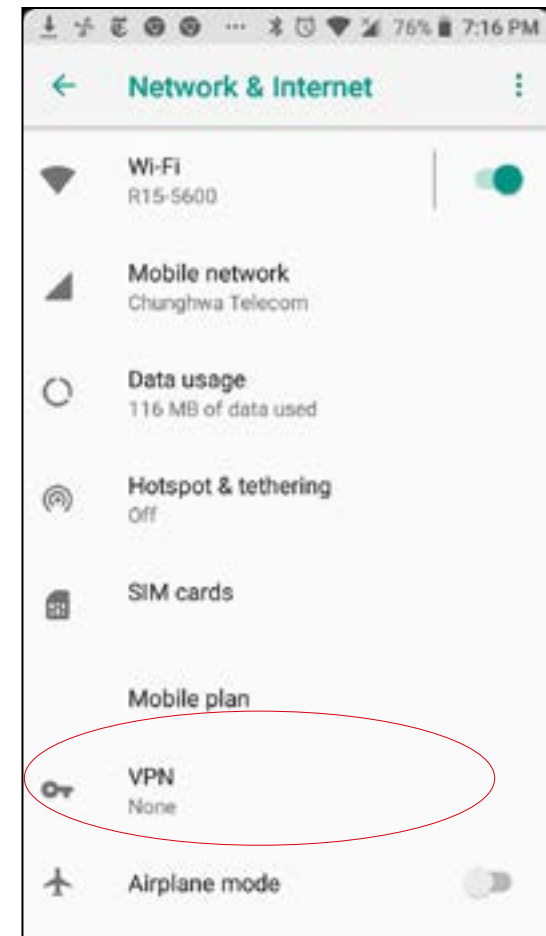 76% 7:16 PM
Network & Internet
Wi-Fi
R15-5600
Mobile network
Chunghwa Telecom
Data usage
116 MB of data used
Hotspot & tethering
Off
SIM cards
Mobile plan
VPN
None
Airplane mode